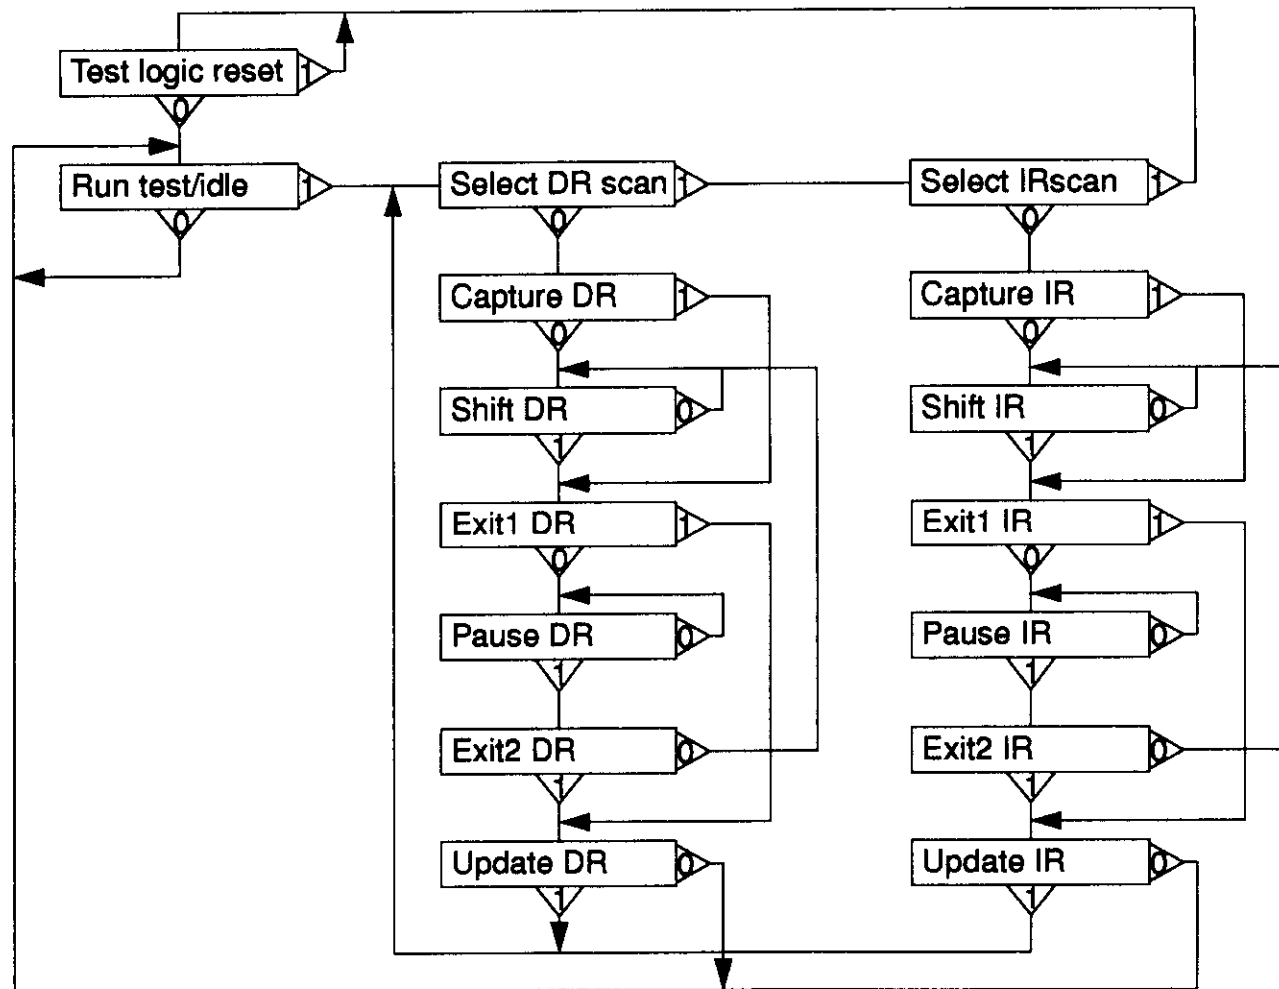 Test logic reset 1
0
Run test/idle 1
0
Select DR scan 1
0
Capture DR 1
0
Shift DR 0
1
Exit1 DR 1
0
Pause DR 0
1
Exit2 DR 0
1
Update DR 0
1
Select IRscan 1
0
Capture IR 1
0
Shift IR 0
1
Exit1 IR 1
0
Pause IR 0
1
Exit2 IR 0
1
Update IR 0
1